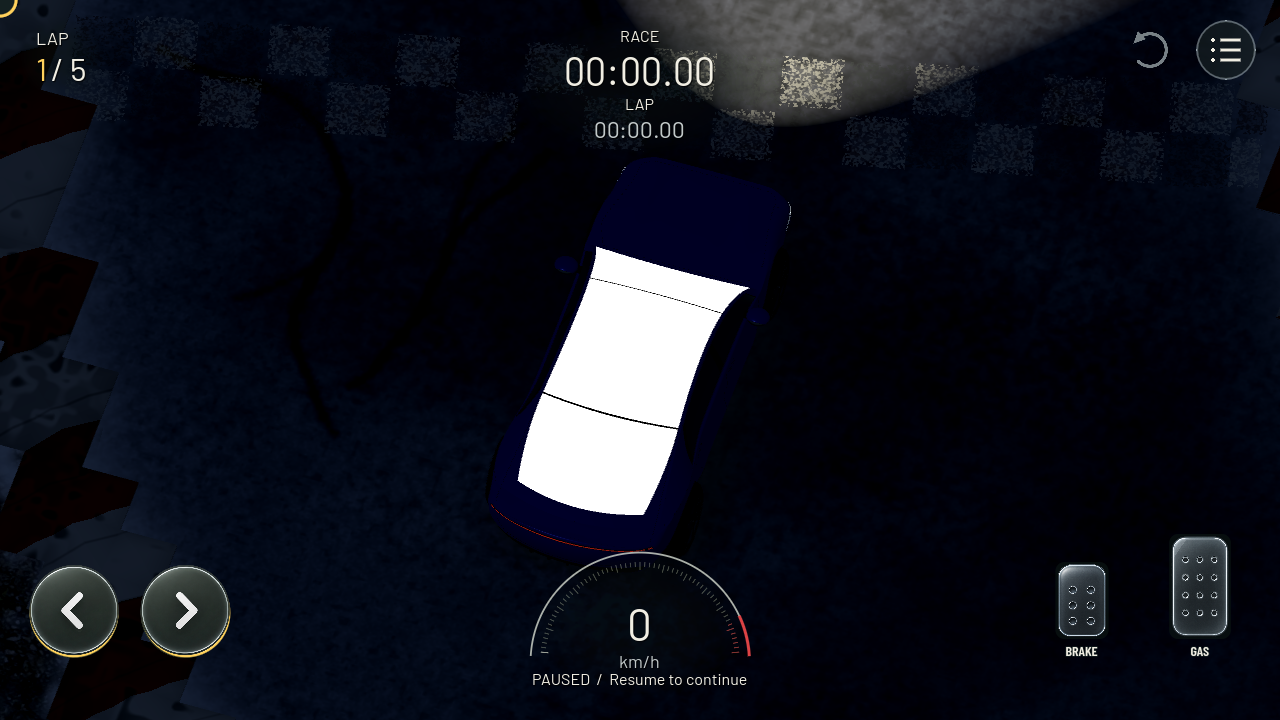 LAP
1/ 5
RACE
00:00.00
LAP
00:00.00
0
km/h
PAUSED / Resume to continue
BRAKE
GAS